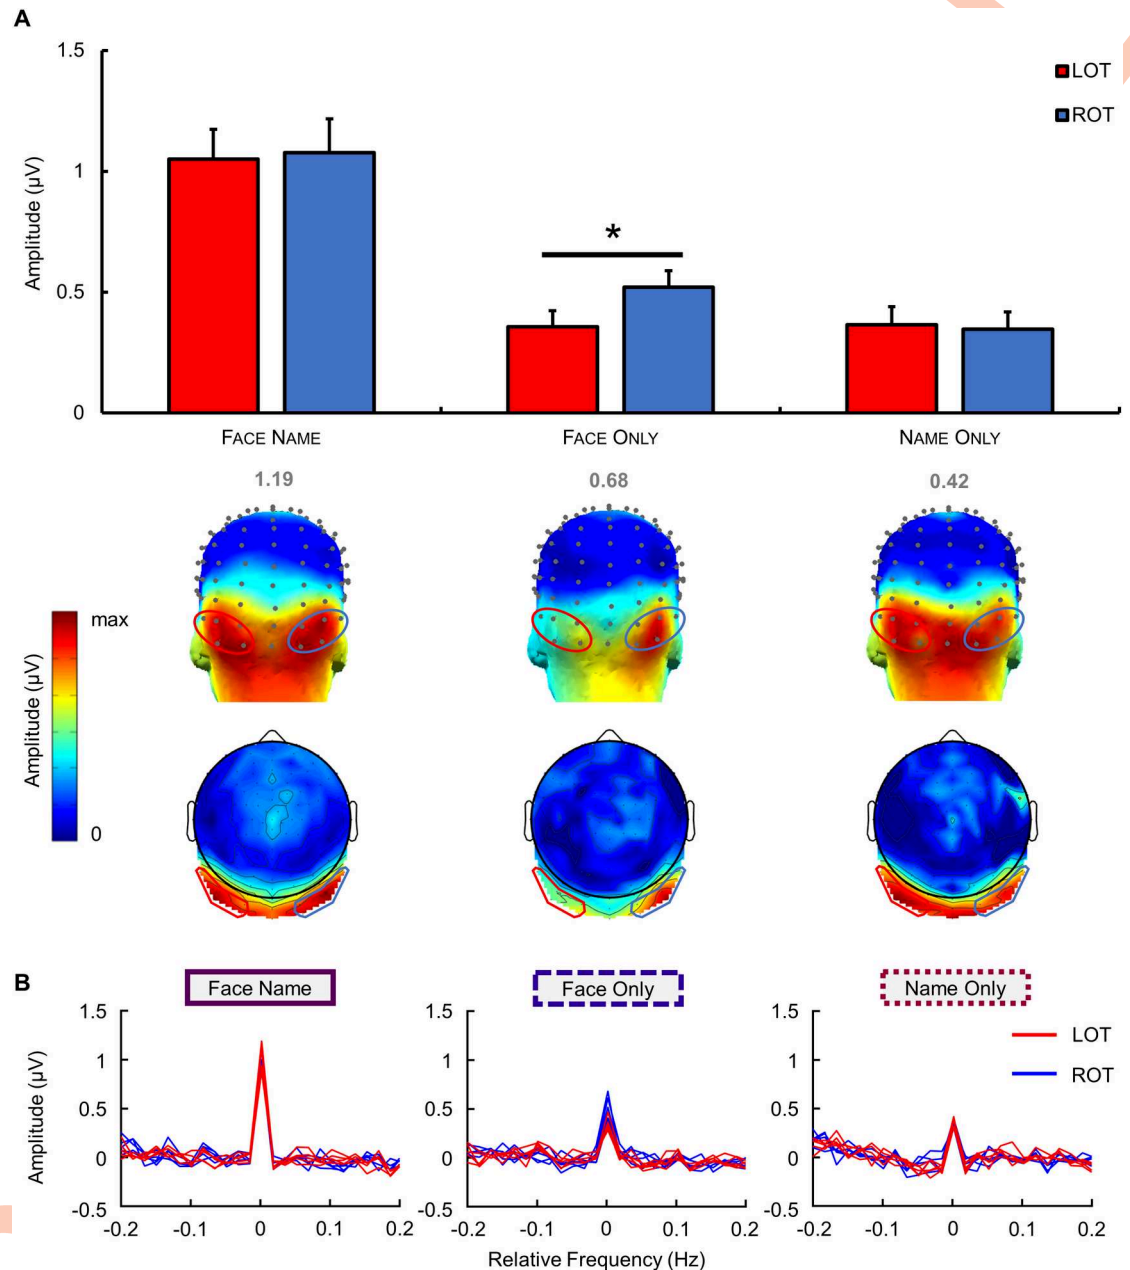 A
1.5
LOT
ROT
1
0.5
0
Amplitude (µV)
*
FACE NAME FACE ONLY NAME ONLY
1.19 0.68 0.42
max
0
Amplitude (µV)
B
Face Name Face Only Name Only
1.5 1.5 1.5
LOT
1 1 1
ROT
0.5 0.5 0.5
0 0 0
-0.5 -0.5 -0.5
Amplitude (µV)
-0.2 -0.1 0 0.1 0.2 -0.2 -0.1 0 0.1 0.2 -0.2 -0.1 0 0.1 0.2
Relative Frequency (Hz)